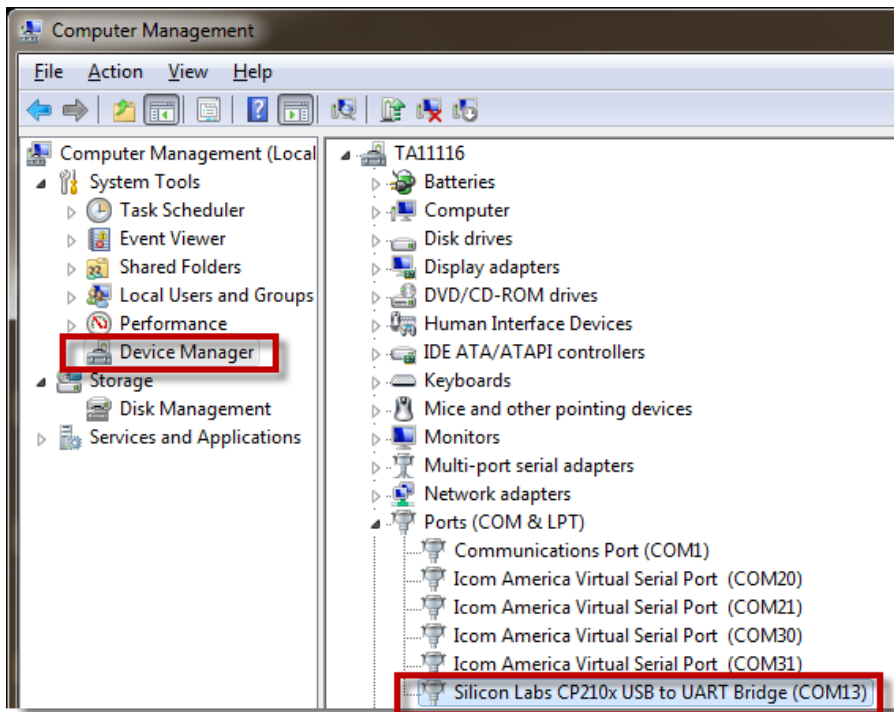 Computer Management
File Action View Help
Computer Management (Local
System Tools
Task Scheduler
Event Viewer
Shared Folders
Local Users and Groups
Performance
Device Manager
Storage
Disk Management
Services and Applications
TA11116
Batteries
Computer
Disk drives
Display adapters
DVD/CD-ROM drives
Human Interface Devices
IDE ATA/ATAPI controllers
Keyboards
Mice and other pointing devices
Monitors
Multi-port serial adapters
Network adapters
Ports (COM & LPT)
Communications Port (COM1)
Icom America Virtual Serial Port (COM20)
Icom America Virtual Serial Port (COM21)
Icom America Virtual Serial Port (COM30)
Icom America Virtual Serial Port (COM31)
Silicon Labs CP210x USB to UART Bridge (COM13)